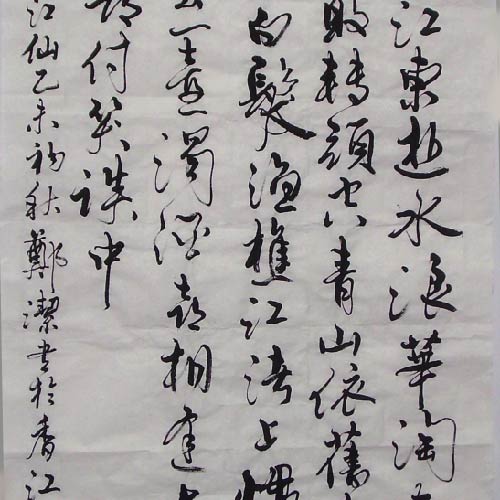 江東逝水浪華淘
敗轉頭空青山依舊
白髮漁樵江渚上慣
一壺濁酒喜相逢
都付笑談中
江仙乙未初秋鄭潔書於香江